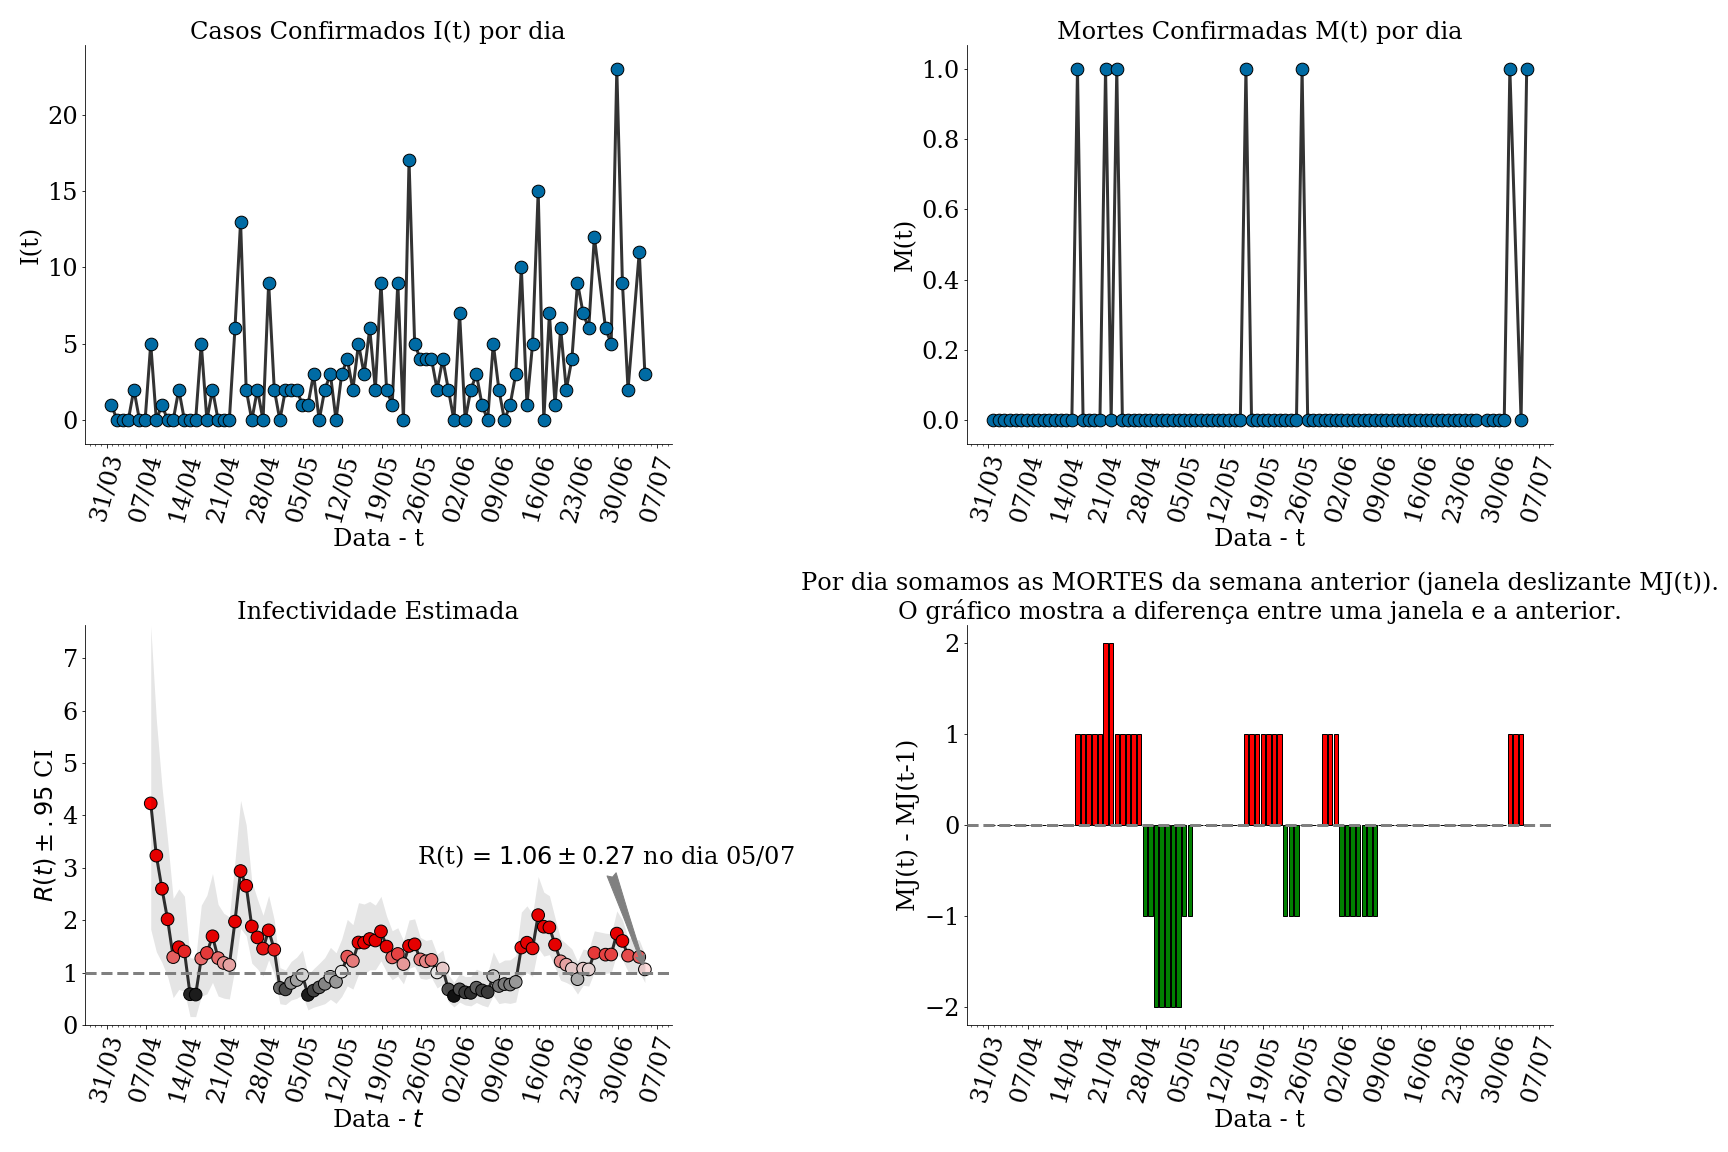 Casos Confirmados I(t) por dia
I(t)
20
15
10
5
0
31/03 07/04 14/04 21/04 28/04 05/05 12/05 19/05 26/05 02/06 09/06 16/06 23/06 30/06 07/07
Data - t
Mortes Confirmadas M(t) por dia
M(t)
1.0
0.8
0.6
0.4
0.2
0.0
31/03 07/04 14/04 21/04 28/04 05/05 12/05 19/05 26/05 02/06 09/06 16/06 23/06 30/06 07/07
Data - t
Infectividade Estimada
R(t) ± .95 CI
7
6
5
4
3
2
1
0
R(t) = 1.06 ± 0.27 no dia 05/07
31/03 07/04 14/04 21/04 28/04 05/05 12/05 19/05 26/05 02/06 09/06 16/06 23/06 30/06 07/07
Data - t
Por dia somamos as MORTES da semana anterior (janela deslizante MJ(t)).
O gráfico mostra a diferença entre uma janela e a anterior.
MJ(t) - MJ(t-1)
2
1
0
−1
−2
31/03 07/04 14/04 21/04 28/04 05/05 12/05 19/05 26/05 02/06 09/06 16/06 23/06 30/06 07/07
Data - t